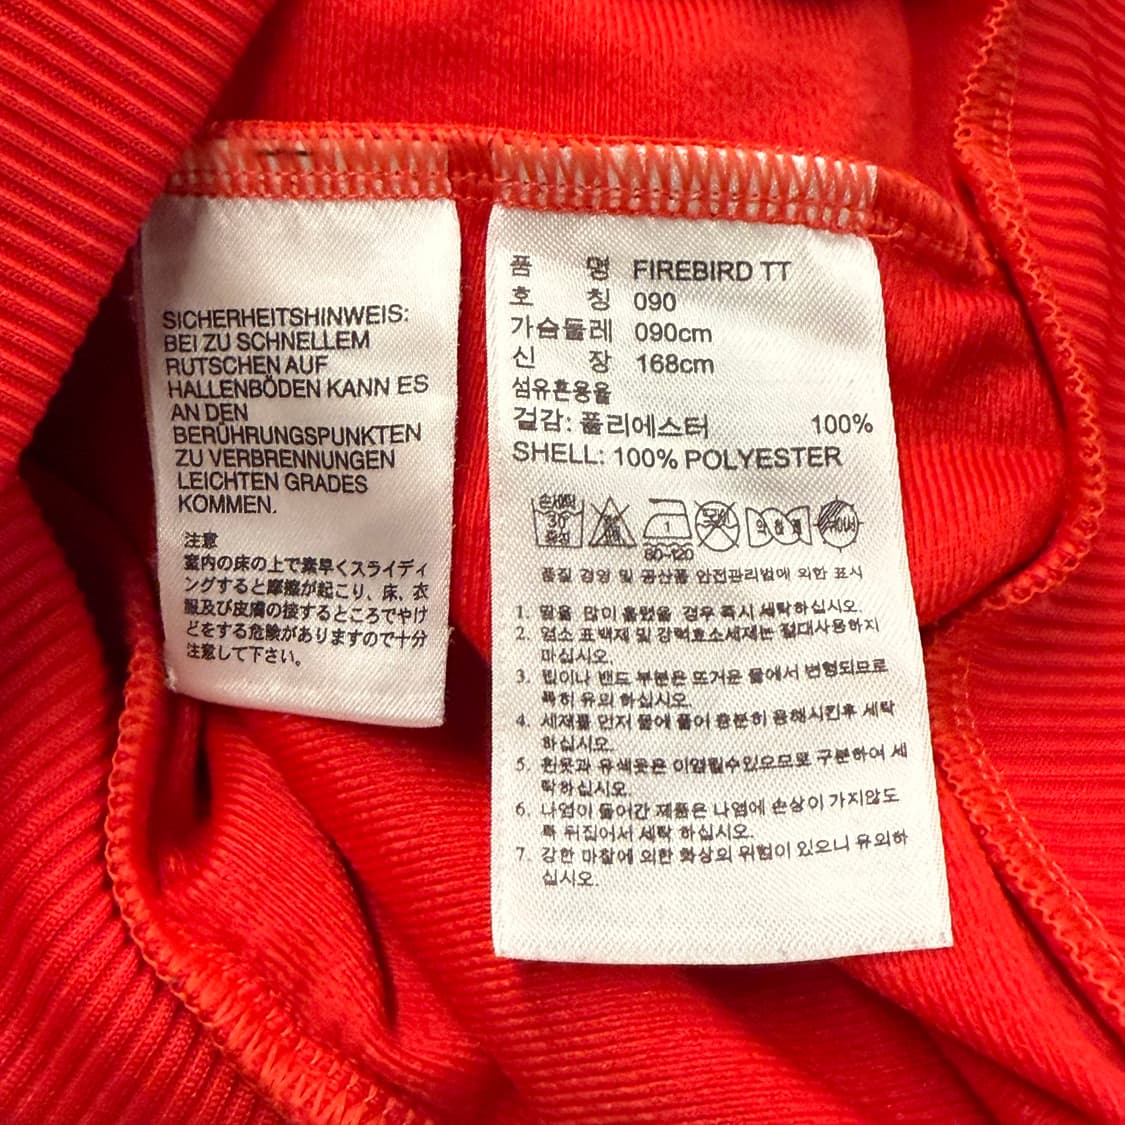 SICHERHEITSHINWEIS:
BEI ZU SCHNELLEM
RUTSCHEN AUF
HALLENBÖDEN KANN ES
AN DEN
BERÜHRUNGSPUNKTEN
ZU VERBRENNUNGEN
LEICHTEN GRADES
KOMMEN.
注意
室内の床の上で素早くスライディ
ングすると摩擦が起こり、床、衣
服及び皮膚の接するところでやけ
どをする危険がありますので十分
注意して下さい。
품 명 FIREBIRD TT
호 칭 090
가슴둘레 090cm
신 장 168cm
섬유혼용율
겉감: 폴리에스터 100%
SHELL: 100% POLYESTER
손세탁
30
중성
1
80-120
품질 경영 및 공산품 안전관리법에 의한 표시
1. 땀을 많이 흘렸을 경우 즉시 세탁하십시오.
2. 염소 표백제 및 강력효소세제는 절대사용하지
마십시오.
3. 립이나 밴드 부분은 뜨거운 물에서 변형되므로
특히 유의 하십시오.
4. 세제를 먼저 물에 풀어 충분히 용해시킨후 세탁
하십시오.
5. 흰옷과 유색옷은 이염될수있으므로 구분하여 세
탁하십시오.
6. 나염이 들어간 제품은 나염에 손상이 가지않도
록 뒤집어서 세탁 하십시오.
7. 강한 마찰에 의한 화상의 위험이 있으니 유의하
십시오.